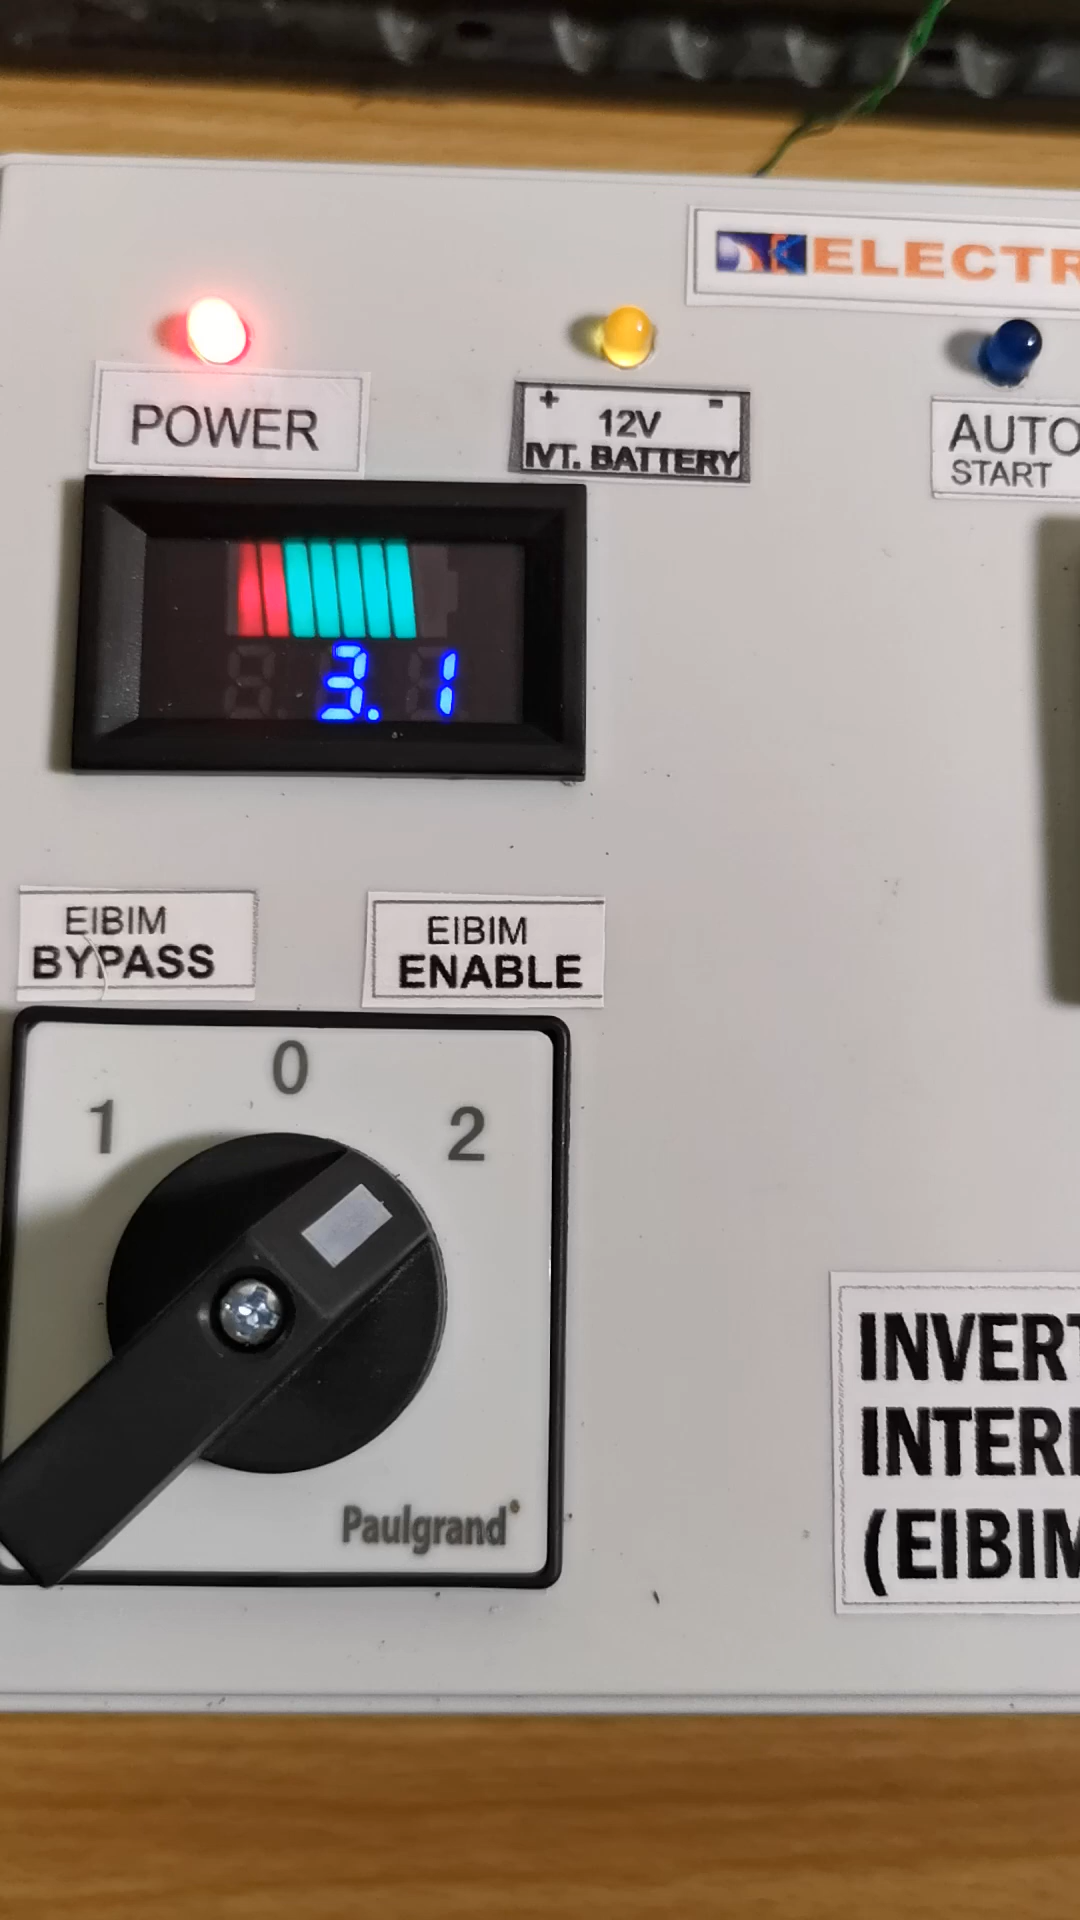 ELECTR
POWER
+ -
12V
IVT. BATTERY
AUTO
START
3.1
EIBIM
BYPASS
EIBIM
ENABLE
0
1
2
Paulgrand
INVERT
INTER
(EIBIM